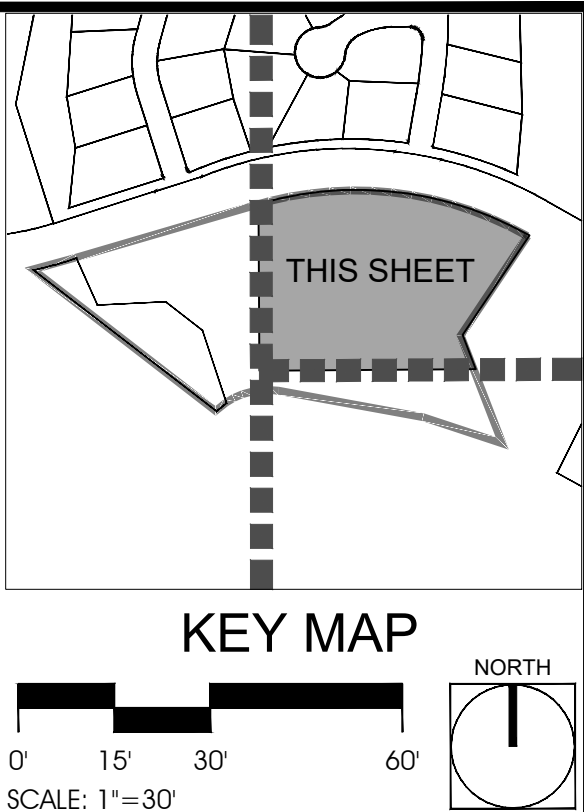 THIS SHEET
KEY MAP
NORTH
0' 15' 30' 60'
SCALE: 1"=30'